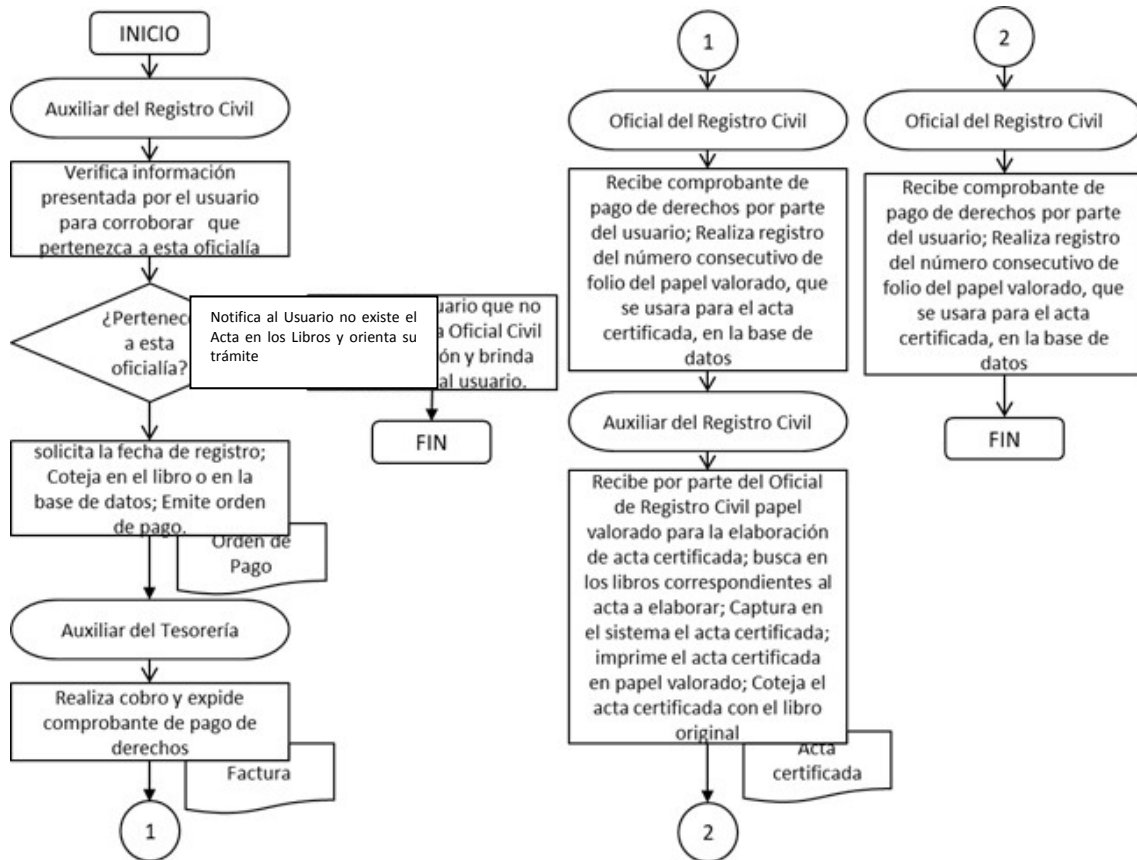 INICIO
Auxiliar del Registro Civil
Verifica información
presentada por el usuario
para corroborar que
pertenezca a esta oficialía
¿Pertenece
a esta
oficialía?
Notifica al Usuario no existe el
Acta en los Libros y orienta su
trámite
que no
Oficial Civil
y brinda
al usuario.
FIN
solicita la fecha de registro;
Coteja en el libro o en la
base de datos; Emite orden
de pago.
Orden de
Pago
Auxiliar del Tesorería
Realiza cobro y expide
comprobante de pago de
derechos
Factura
1
1
Oficial del Registro Civil
Recibe comprobante de
pago de derechos por parte
del usuario; Realiza registro
del número consecutivo de
folio del papel valorado, que
se usara para el acta
certificada, en la base de
datos
Auxiliar del Registro Civil
Recibe por parte del Oficial
de Registro Civil papel
valorado para la elaboración
de acta certificada; busca en
los libros correspondientes al
acta a elaborar; Captura en
el sistema el acta certificada;
imprime el acta certificada
en papel valorado; Coteja el
acta certificada con el libro
original
Acta
certificada
2
2
Oficial del Registro Civil
Recibe comprobante de
pago de derechos por parte
del usuario; Realiza registro
del número consecutivo de
folio del papel valorado, que
se usara para el acta
certificada, en la base de
datos
FIN